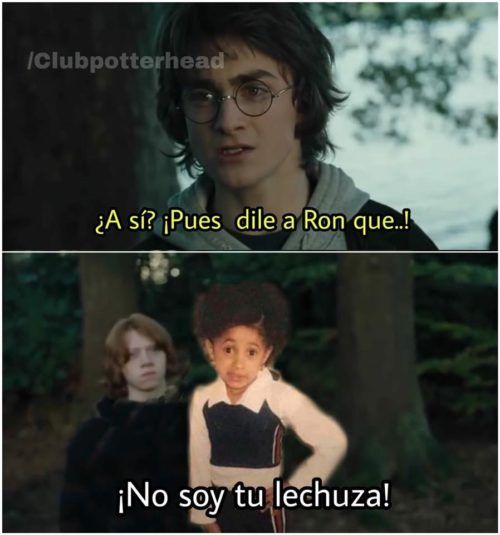 /Clubpotterhead
¿A sí? ¡Pues dile a Ron que..!
¡No soy tu lechuza!